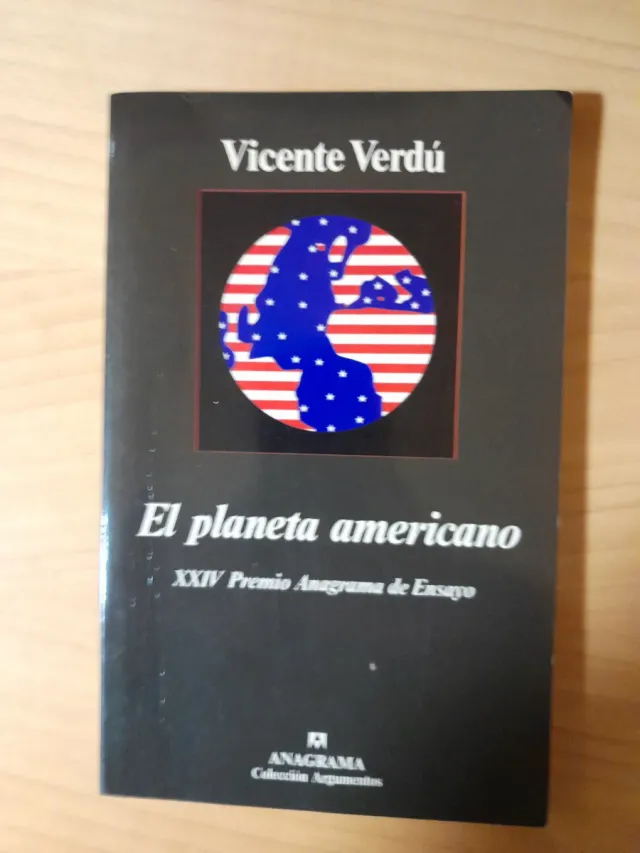 Vicente Verdú
El planeta americano
XXIV Premio Anagrama de Ensayo
ANAGRAMA
Colección Argumentos